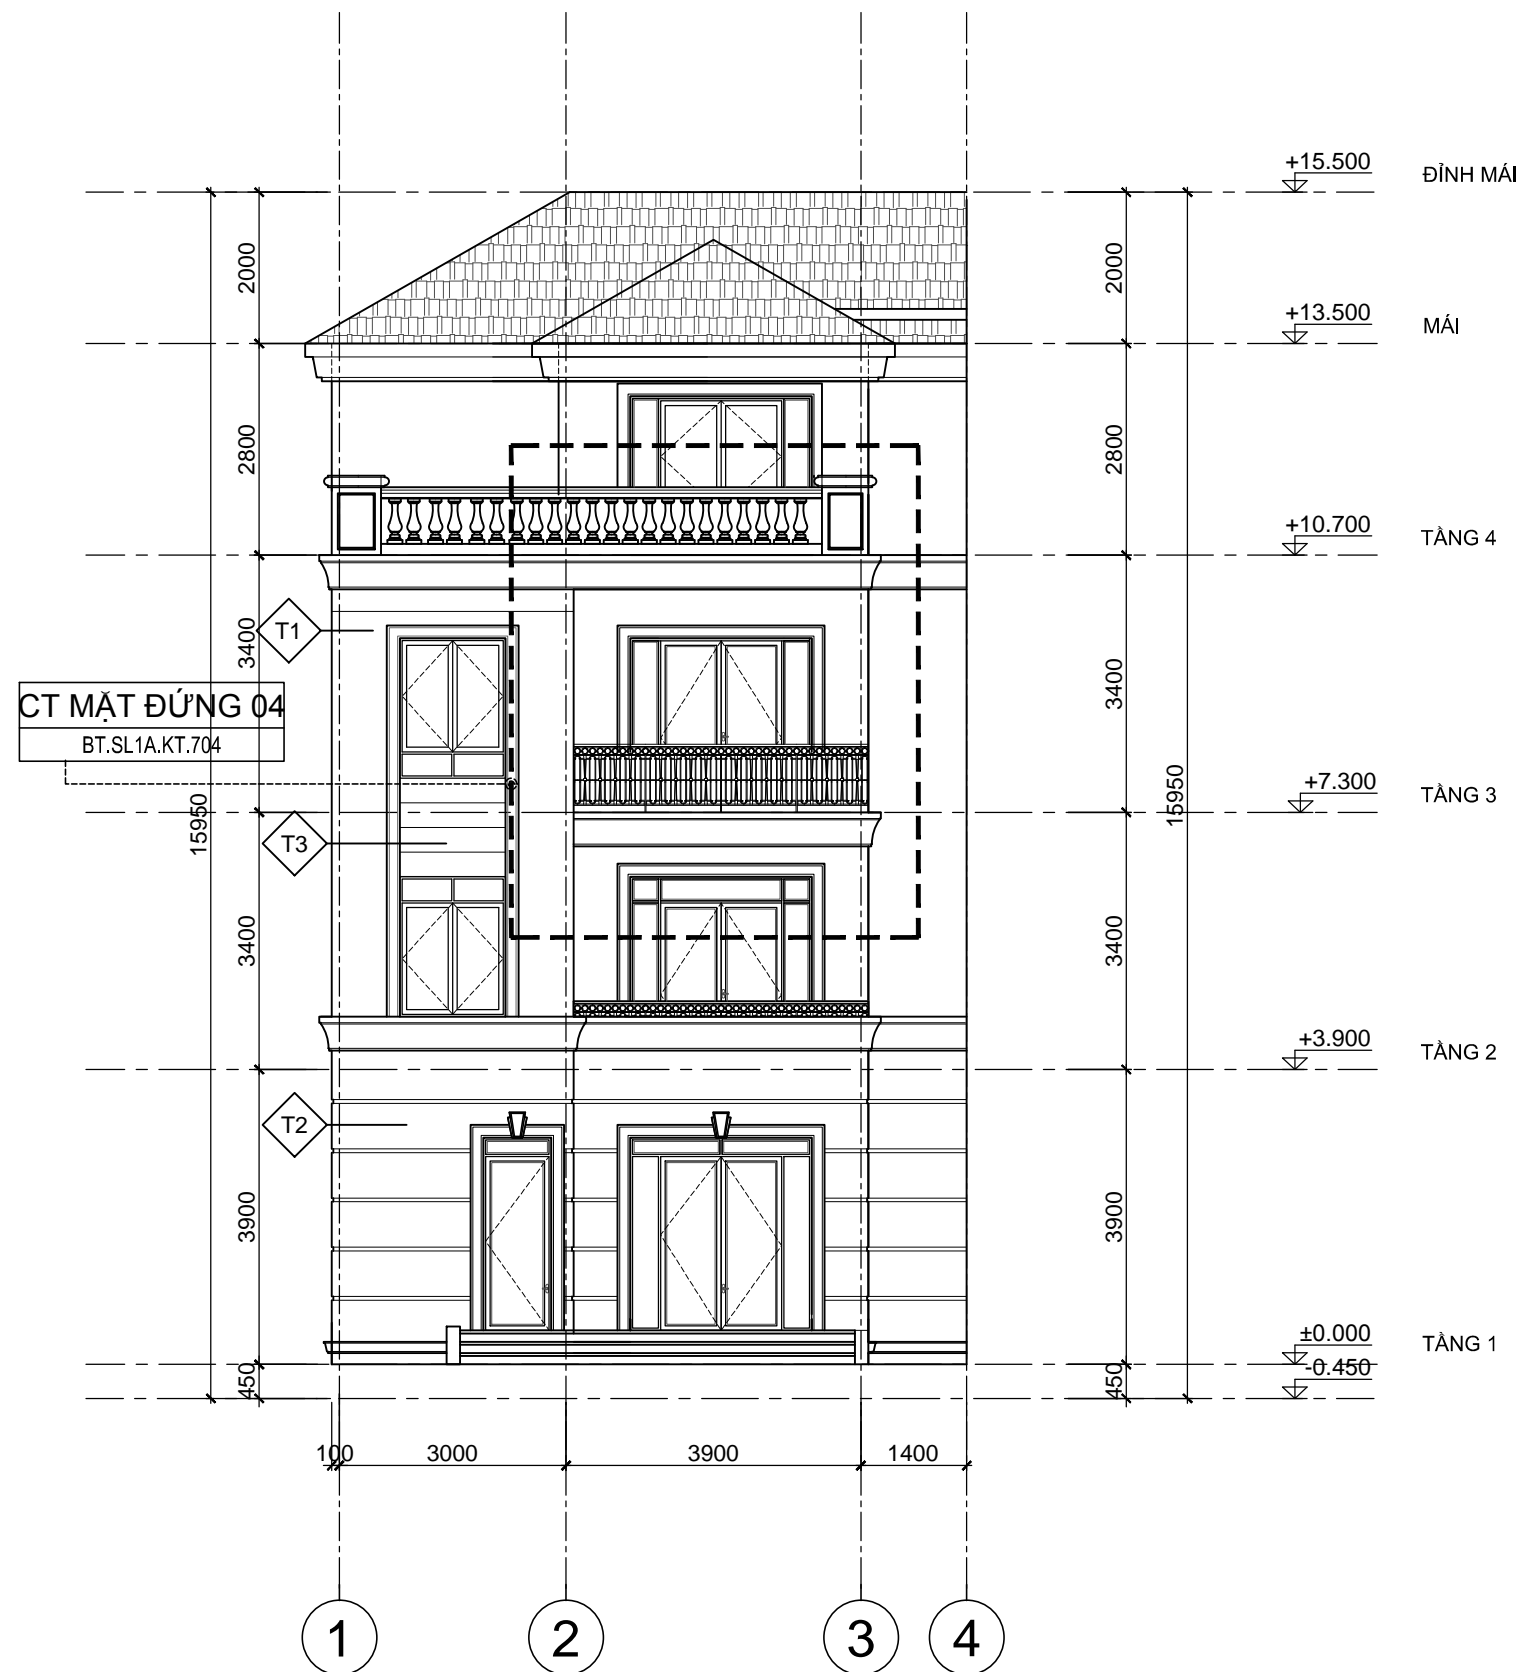 +15.500
ĐỈNH MÁI
2000
2000
+13.500
MÁI
2800
2800
+10.700
TẦNG 4
T1
3400
3400
CT MẶT ĐỨNG 04
BT.SL1A.KT.704
+7.300
TẦNG 3
15950
15950
T3
3400
3400
+3.900
TẦNG 2
T2
3900
3900
±0.000
TẦNG 1
-0.450
450
450
100
3000
3900
1400
1
2
3
4